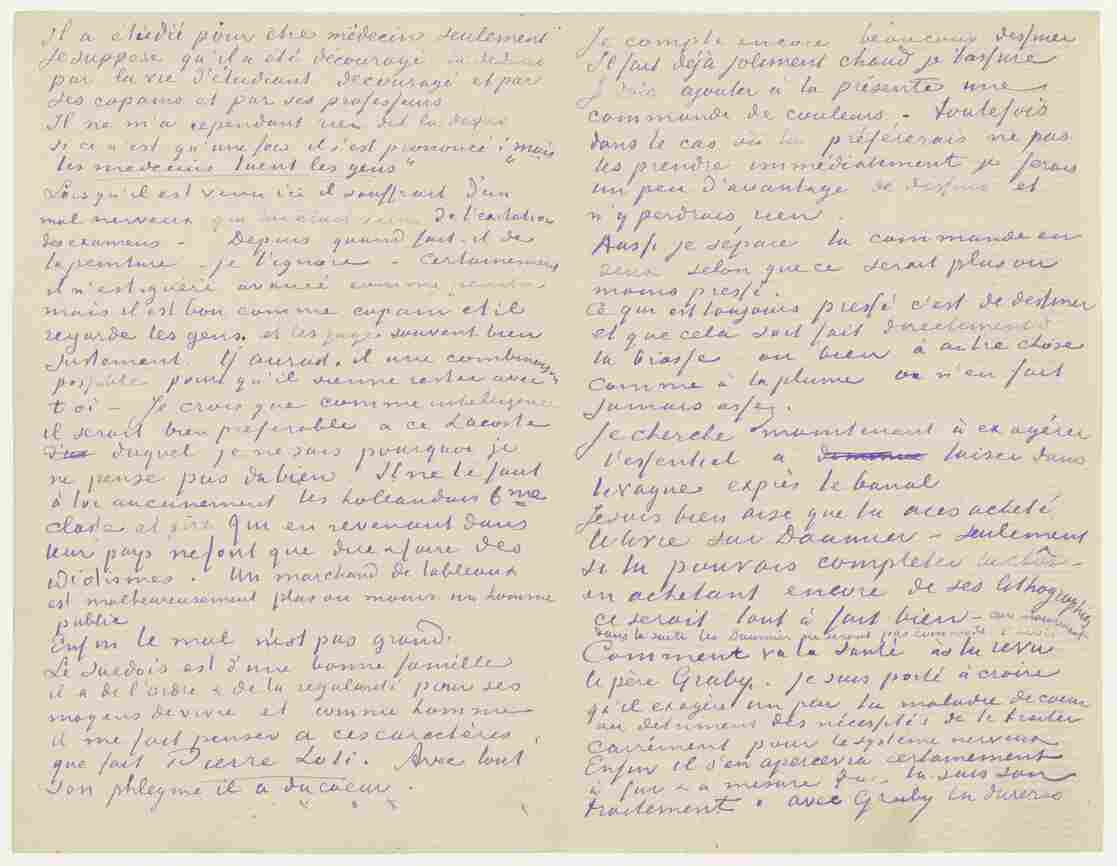 Il a étudié pour être médecin seulement
je suppose qu'il a été découragé
par la vie d'étudiant découragé et par
ses copains et par ses professeurs
Il ne m'a cependant rien dit la dessus
si ce n'est qu'une fois il s'est prononcé : "mais
les medecins tuent les gens"
Lorsqu'il est venu ici il souffrait d'un
mal nerveux qui de l'excitation
des examens – Depuis quand fait-il de
la peinture – je l'ignore – Certainement
il n'est guère avancé comme peintre
mais il est bon comme copain et il
regarde les gens et les juge souvent bien
justement. Y aurait-il une combinaison
possible pour qu'il vienne rester avec
toi – Je crois que comme intelligence
il serait bien préférable a ce Lacoste
duquel je ne sais pourquoi je
ne pense pas du bien. Il ne te faut
à toi aucunement les hollandais 6me
classe et pire qui en revenant dans
leur pays ne font que dire & faire des
idiotismes. Un marchand de tableaux
est malheureusement plus ou moins un homme
public
Enfin le mal n'est pas grand.
Le suedois est d'une bonne famille
il a de l'ordre & de la regularité pour ses
moyens de vivre et comme homme
il me fait penser a ces caractères
que fait Pierre Loti. Avec tout
son phlegme il a du coeur.
Je compte encore beaucoup dessiner
Il fait déjà joliment chaud je t'assure
Je vais ajouter à la présente une
commande de couleurs – toutefois
dans le cas où tu préfererais ne pas
les prendre immédiatement je ferais
un peu d'avantage de dessins et
n'y perdrais rien.
Aussi je sépare la commande en
deux selon que ce serait plus ou
moins pressé.
Ce qui est toujours pressé c'est de dessiner
et que cela soit fait directement à
la brosse ou bien à autre chose
comme à la plume on n'en fait
jamais assez.
Je cherche maintenant à exagérer
l'essentiel à laisser dans
le vague exprès le banal
Je suis bien aise que tu aies acheté
le livre sur Daumier – seulement
si tu pouvais completer la chôse
en achetant encore de ses lithographies
ce serait tout à fait bien – car
dans la suite les Daumier ne seront pas commode à avoir
Comment va la santé as tu revu
le père Gruby. Je suis porté à croire
qu'il exagère un peu la maladie de coeur
au detriment des nécessités de te traiter
carrément pour le système nerveux
Enfin il s'en apercevra certainement
à fur & a mesure que tu suis son
traitement. avec Gruby tu dureras